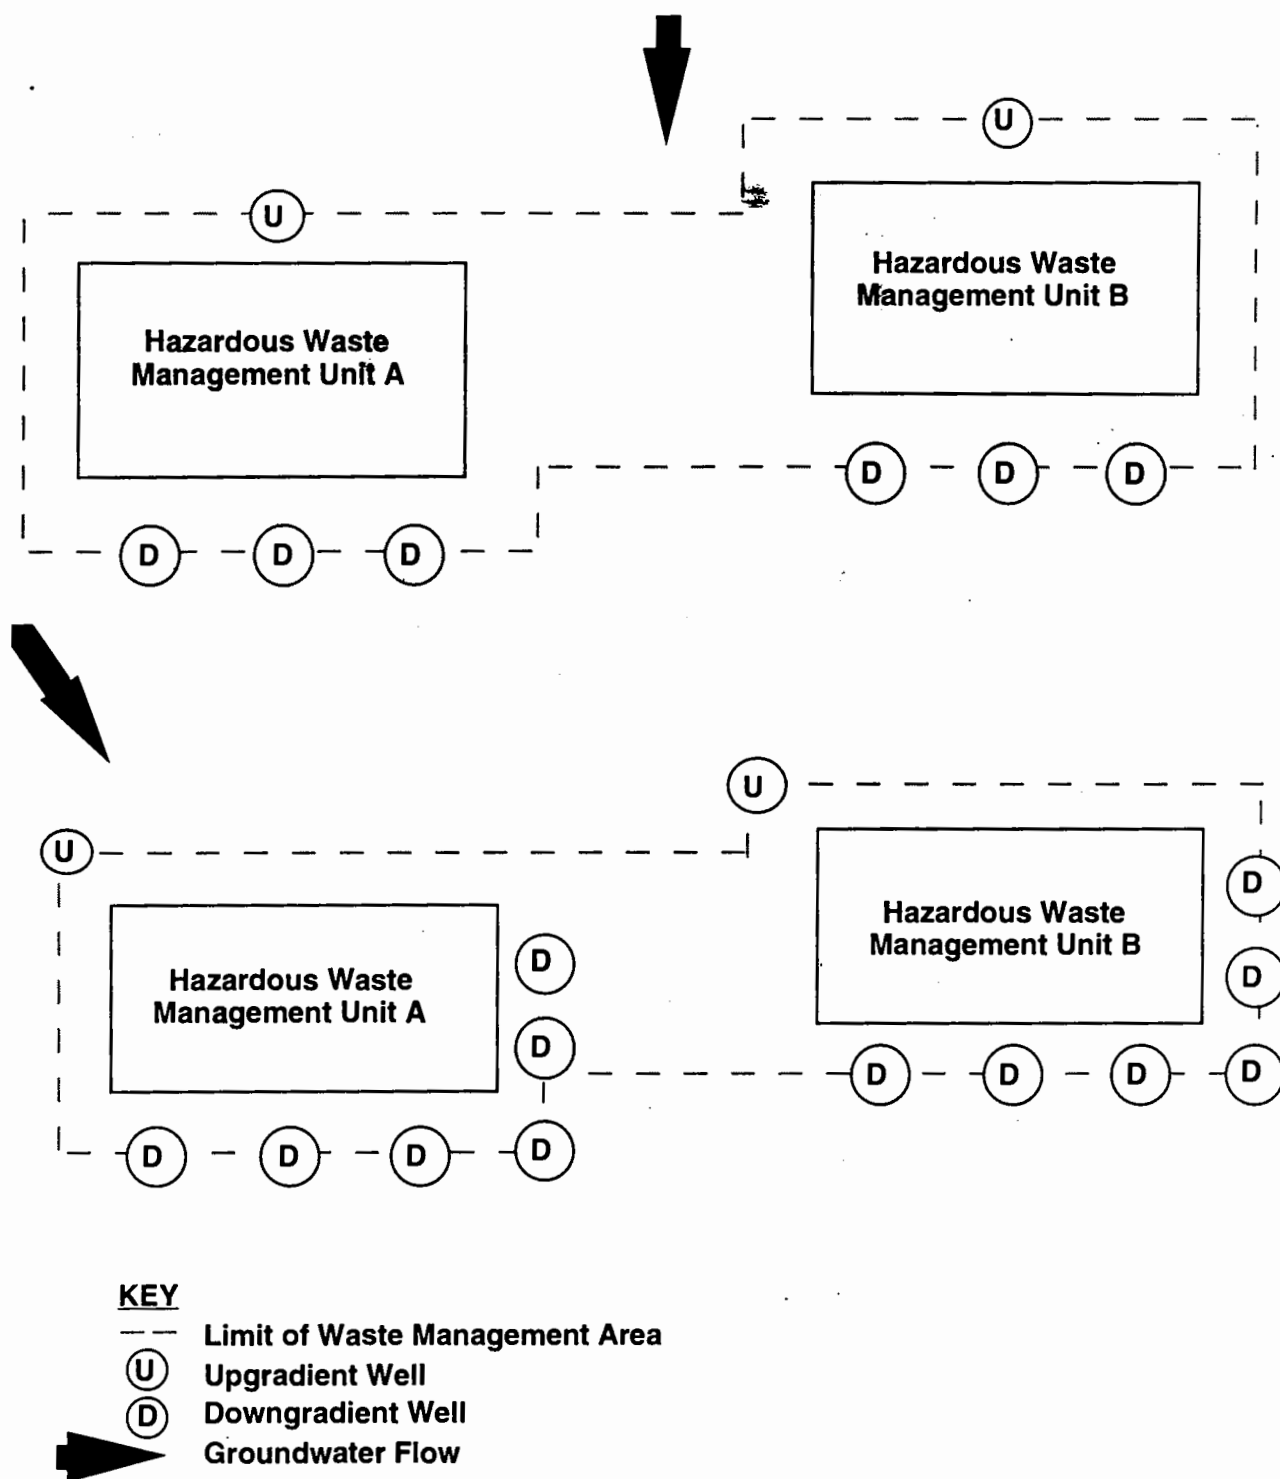 U
U
Hazardous Waste
Management Unit B
Hazardous Waste
Management Unit A
D D D
D D D
U
U
D
Hazardous Waste
Management Unit B
D
Hazardous Waste
Management Unit A
D
D
D D D D
D D D D
KEY
Limit of Waste Management Area
U Upgradient Well
D Downgradient Well
Groundwater Flow